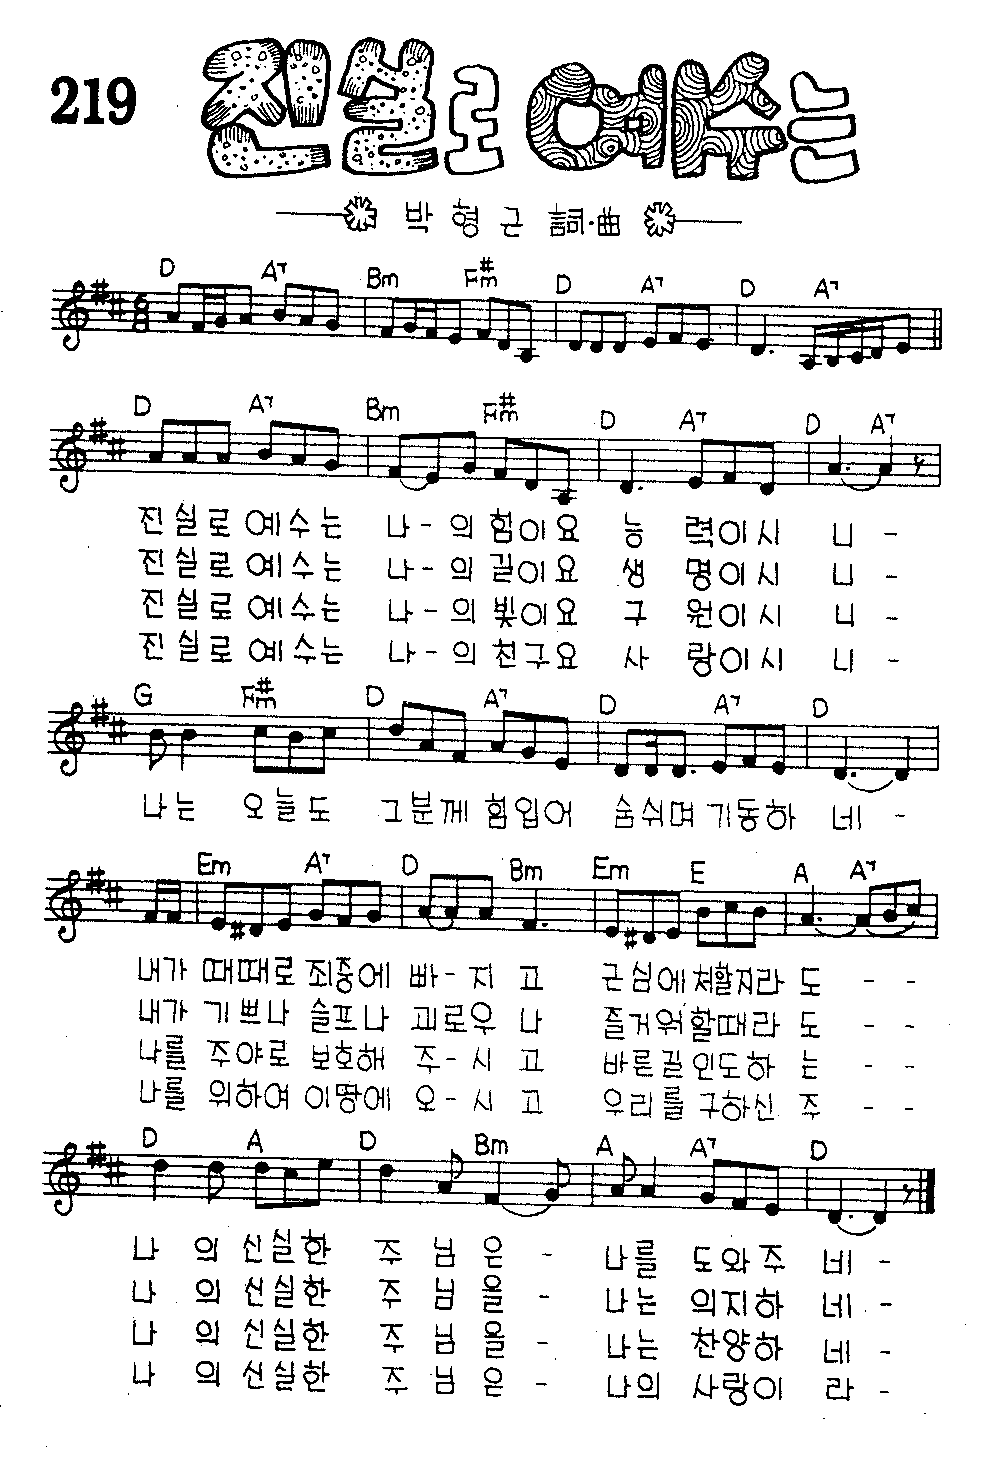 219
진실로 예수는
박형근 詞·曲
D A7 Bm F#m D A7 D A7
D A7 Bm F#m D A7 D A7
진실로 예수는 나-의 힘이요 능력이시니-
진실로 예수는 나-의 길이요 생명이시니-
진실로 예수는 나-의 빛이요 구원이시니-
진실로 예수는 나-의 친구요 사랑이시니-
G F#m D A7 D A7 D
나는 오늘도 그분께 힘입어 숨쉬며 기동하네-
Em A7 D Bm Em E A A7
내가 때때로 죄중에 빠-지고 근심에 처할지라도--
내가 기쁘나 슬프나 괴로우나 즐거워할때라도--
나를 주야로 보호해 주-시고 바른길 인도하는--
나를 위하여 이땅에 오-시고 우리를 구하신 주--
D A D Bm A A7 D
나의 신실한 주님은- 나를 도와주네-
나의 신실한 주님을- 나는 의지하네-
나의 신실한 주님을- 나는 찬양하네-
나의 신실한 주님은- 나의 사랑이라-